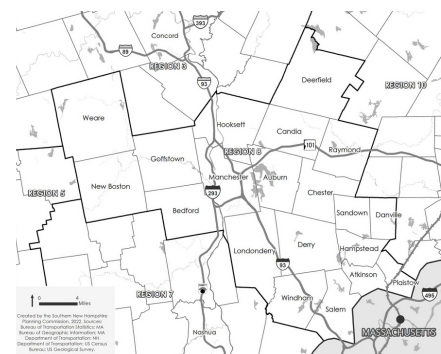 Concord
393
89
REGION 3
93
Deerfield
REGION 10
Weare
Hooksett
Candia
REGION 8
101
Raymond
Goffstown
Manchester
Auburn
REGION 5
New Boston
293
Chester
Bedford
Sandown
Danville
Londonderry
Derry
Hampstead
93
Atkinson
Plaistow
REGION 7
Windham
Salem
495
MASSACHUSETTS
Nashua
0 4
Miles
Created by the Southern New Hampshire
Planning Commission, 2022. Sources:
Bureau of Transportation Statistics; MA
Bureau of Geographic Information; MA
Department of Transportation; NH
Department of Transportation; US Census
Bureau; US Geological Survey.